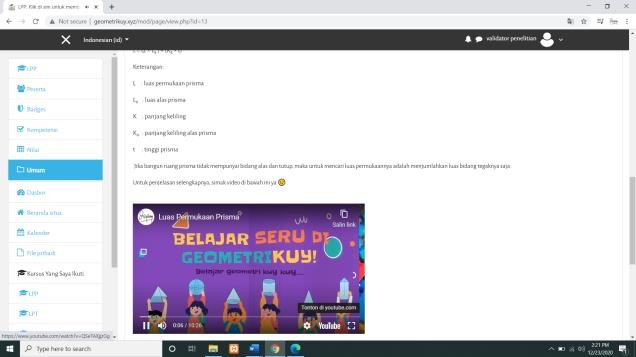 LPP: Klik di sini untuk menc
Not secure | geometrikuy.xyz/mod/page/view.php?id=13
Indonesian (id)
validator penelitian
LPP
Peserta
Badges
Kompetensi
Nilai
Umum
Dasbor
Beranda situs
Kalender
File pribadi
Kursus Yang Saya Ikuti
LPP
LPT
Keterangan:
L : luas permukaan prisma
: luas alas prisma
K : panjang keliling
: panjang keliling alas prisma
t : tinggi prisma
Jika bangun ruang prisma tidak mempunyai bidang alas dan tutup, maka untuk mencari luas permukaannya adalah menjumlahkan luas bidang tegaknya saja.
Untuk penjelasan selengkapnya, simak video di bawah ini ya
Luas Permukaan Prisma
Salin link
BELAJAR SERU DI
GEOMETRIKUY!
Belajar geometri kuy kuy....
Tonton di youtube.com
0:06 / 10:26
YouTube
Type here to search
2:21 PM
12/23/2020